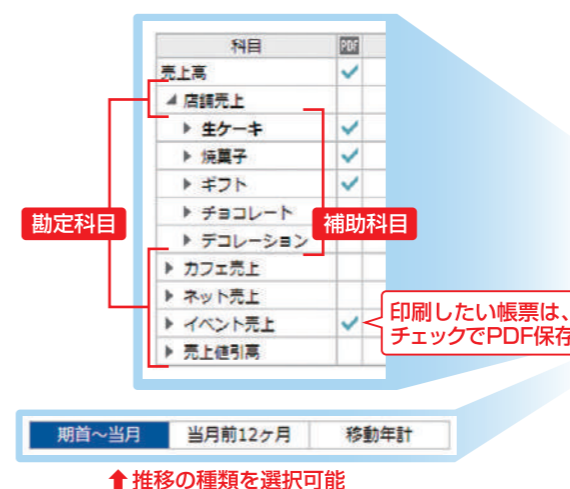 科目 PDF
売上高
店舗売上
生ケーキ
焼菓子
ギフト
勘定科目
チョコレート
補助科目
デコレーション
カフェ売上
ネット売上
印刷したい帳票は、
イベント売上
チェックでPDF保存
売上値引高
期首～当月 当月前12ヶ月 移動年計
推移の種類を選択可能